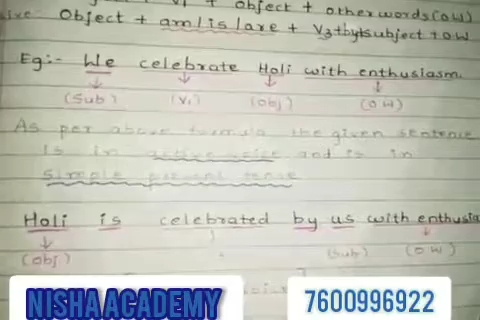 Object + other words (O.W)
Object + am/is/are + V3 + by + subject + O.W
Eg:- We celebrate Holi with enthusiasm.
(Sub) (V1) (Obj) (O W)
As per above formula the given sentence
is in active voice and is in
simple present tense
Holi is celebrated by us with
(Obj) (Sub) (O W)
NISHA ACADEMY
7600996922